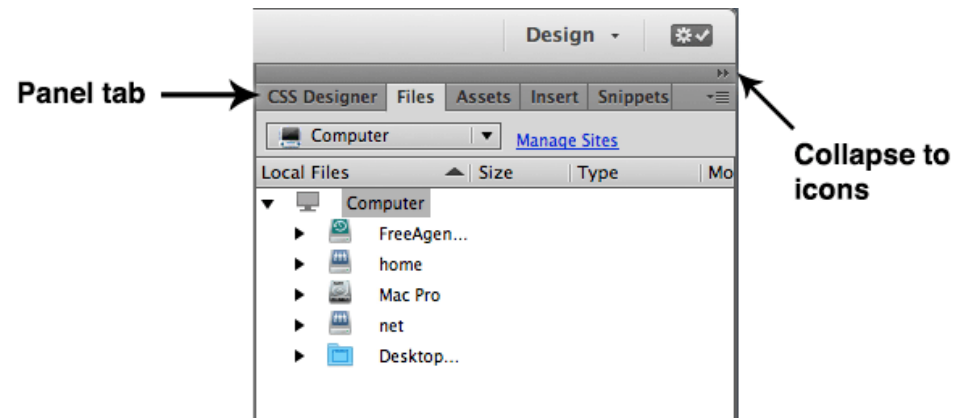 Design
Panel tab
CSS Designer Files Assets Insert Snippets
Computer Manage Sites
Collapse to
icons
Local Files Size Type Mo
Computer
FreeAgen...
home
Mac Pro
net
Desktop...